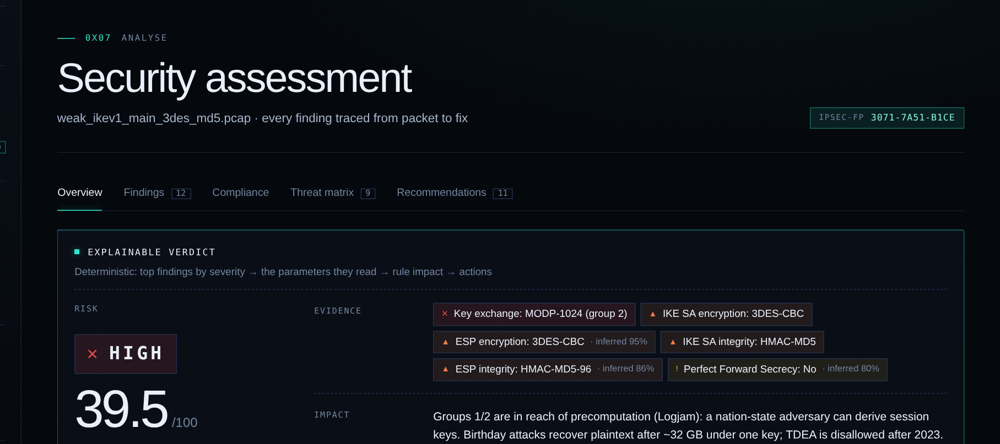 0X07 ANALYSE
Security assessment
weak_ikev1_main_3des_md5.pcap · every finding traced from packet to fix
IPSEC-FP 3071-7A51-B1CE
Overview Findings 12 Compliance Threat matrix 9 Recommendations 11
EXPLAINABLE VERDICT
Deterministic: top findings by severity → the parameters they read → rule impact → actions
RISK
✕ HIGH
39.5 /100
EVIDENCE
✕ Key exchange: MODP-1024 (group 2) ▲ IKE SA encryption: 3DES-CBC
▲ ESP encryption: 3DES-CBC · inferred 95% ▲ IKE SA integrity: HMAC-MD5
▲ ESP integrity: HMAC-MD5-96 · inferred 86% ! Perfect Forward Secrecy: No · inferred 80%
IMPACT
Groups 1/2 are in reach of precomputation (Logjam): a nation-state adversary can derive session
keys. Birthday attacks recover plaintext after ~32 GB under one key; TDEA is disallowed after 2023.